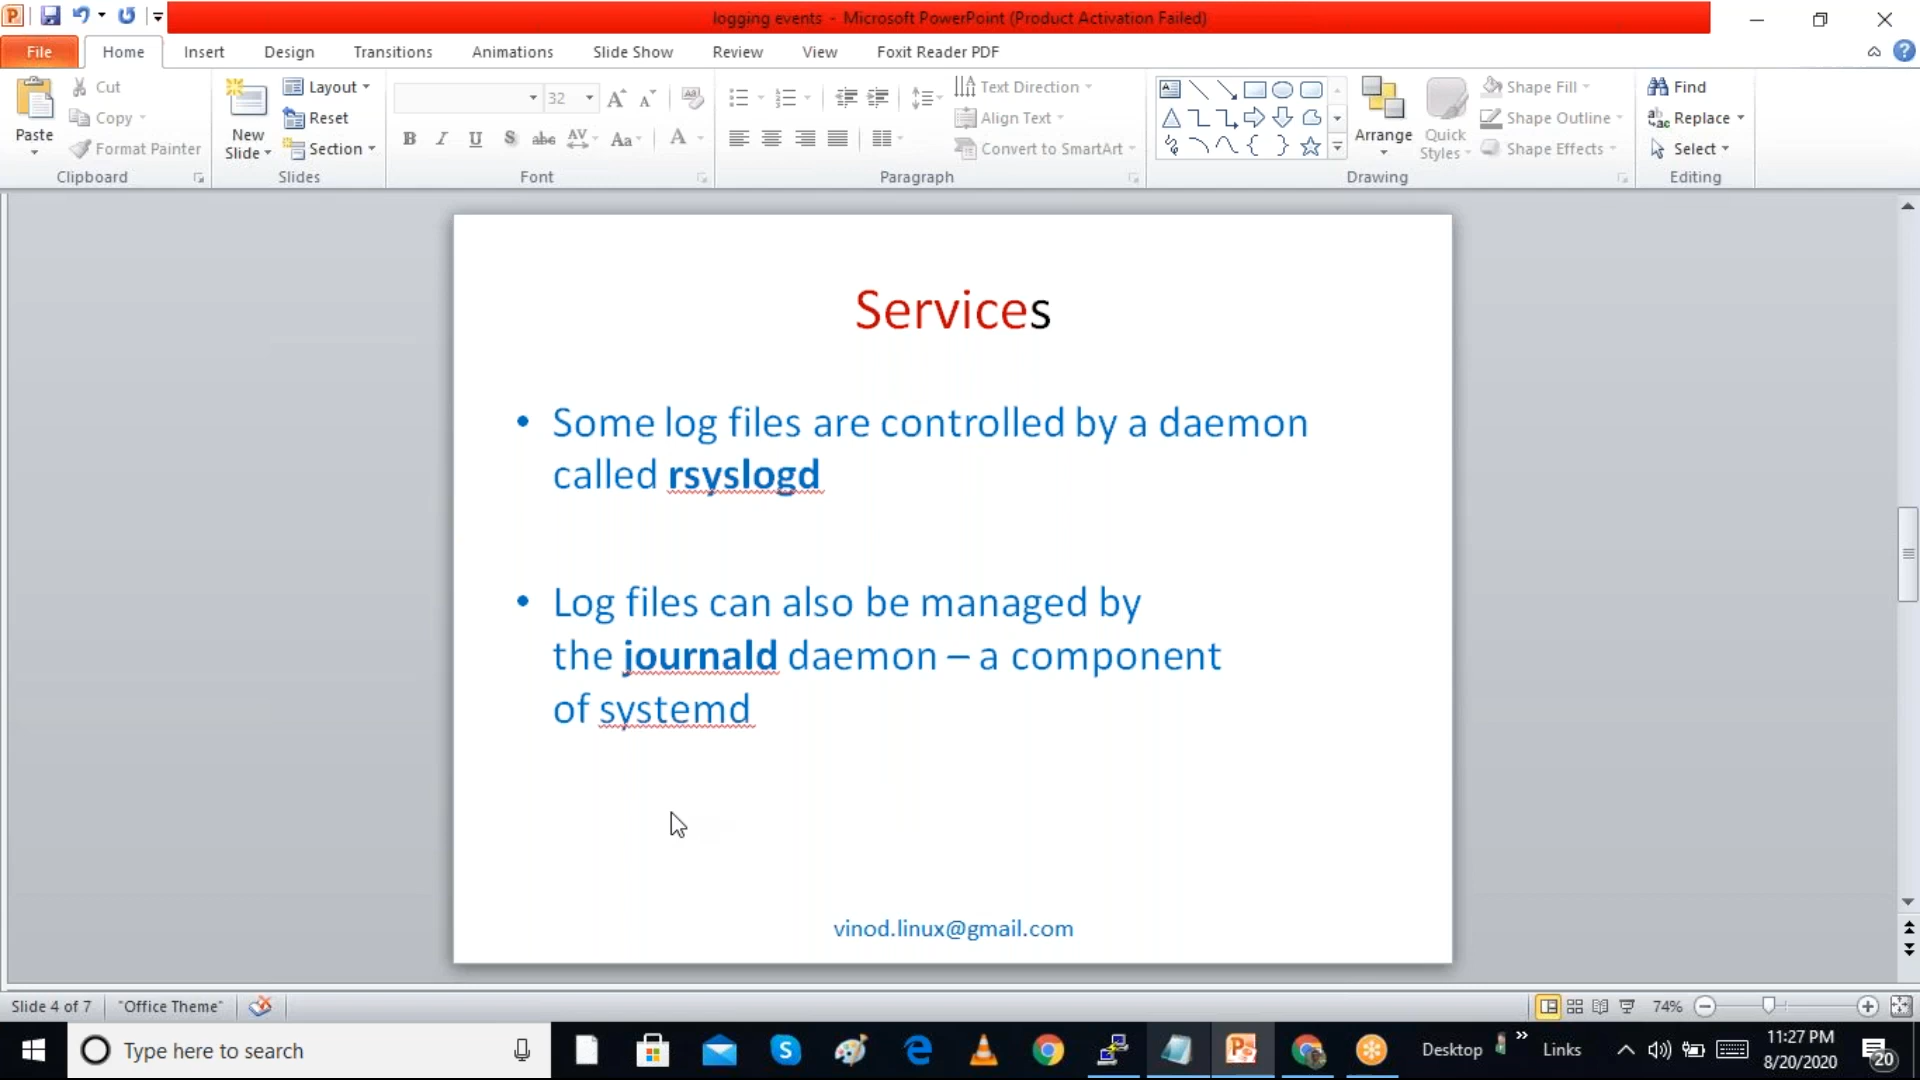 logging events - Microsoft PowerPoint (Product Activation Failed)
File Home Insert Design Transitions Animations Slide Show Review View Foxit Reader PDF
Paste
Cut
Copy
Format Painter
Clipboard
New
Slide
Layout
Reset
Section
Slides
32
Font
Text Direction
Align Text
Convert to SmartArt
Paragraph
Arrange
Quick
Styles
Shape Fill
Shape Outline
Shape Effects
Drawing
Find
Replace
Select
Editing
Services
• Some log files are controlled by a daemon
called rsyslogd
• Log files can also be managed by
the journald daemon – a component
of systemd
vinod.linux@gmail.com
Slide 4 of 7 "Office Theme" 74%
Type here to search
Desktop » Links
11:27 PM
8/20/2020
20